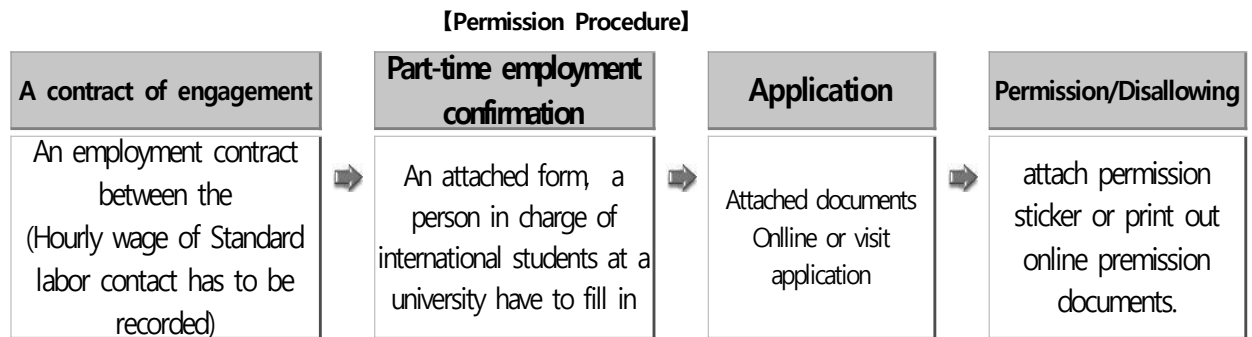 【Permission Procedure】
A contract of engagement
An employment contract
between the
(Hourly wage of Standard
labor contact has to be
recorded)
Part-time employment
confirmation
An attached form, a
person in charge of
international students at a
university have to fill in
Application
Attached documents
Onlline or visit
application
Permission/Disallowing
attach permission
sticker or print out
online premission
documents.